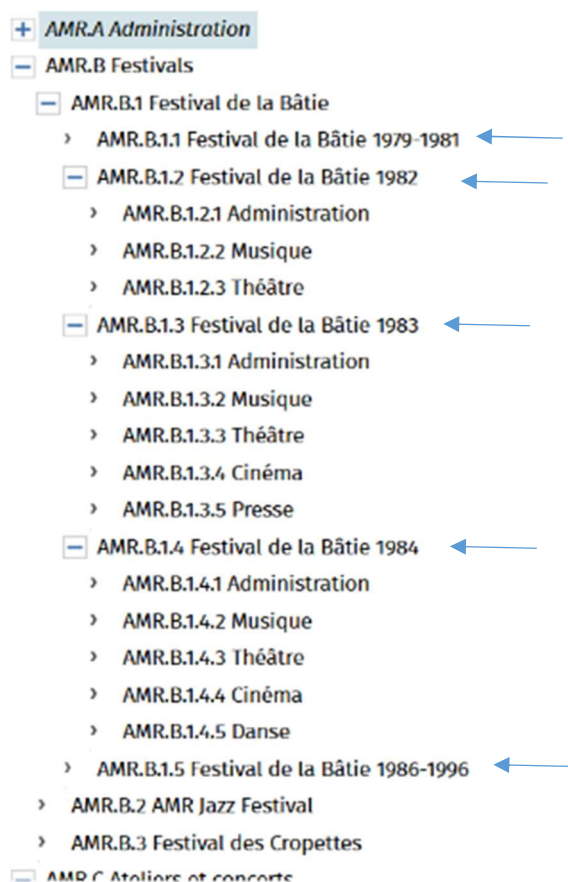 AMR.A Administration
AMR.B Festivals
AMR.B.1 Festival de la Bâtie
AMR.B.1.1 Festival de la Bâtie 1979-1981
AMR.B.1.2 Festival de la Bâtie 1982
AMR.B.1.2.1 Administration
AMR.B.1.2.2 Musique
AMR.B.1.2.3 Théâtre
AMR.B.1.3 Festival de la Bâtie 1983
AMR.B.1.3.1 Administration
AMR.B.1.3.2 Musique
AMR.B.1.3.3 Théâtre
AMR.B.1.3.4 Cinéma
AMR.B.1.3.5 Presse
AMR.B.1.4 Festival de la Bâtie 1984
AMR.B.1.4.1 Administration
AMR.B.1.4.2 Musique
AMR.B.1.4.3 Théâtre
AMR.B.1.4.4 Cinéma
AMR.B.1.4.5 Danse
AMR.B.1.5 Festival de la Bâtie 1986-1996
AMR.B.2 AMR Jazz Festival
AMR.B.3 Festival des Cropettes
AMR.C Ateliers et concerts